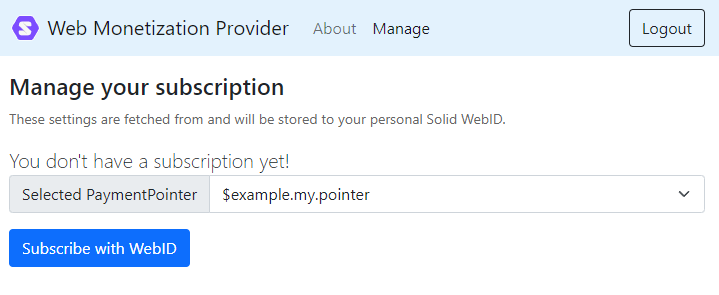 Web Monetization Provider About Manage Logout
Manage your subscription
These settings are fetched from and will be stored to your personal Solid WebID.
You don't have a subscription yet!
Selected PaymentPointer $example.my.pointer
Subscribe with WebID